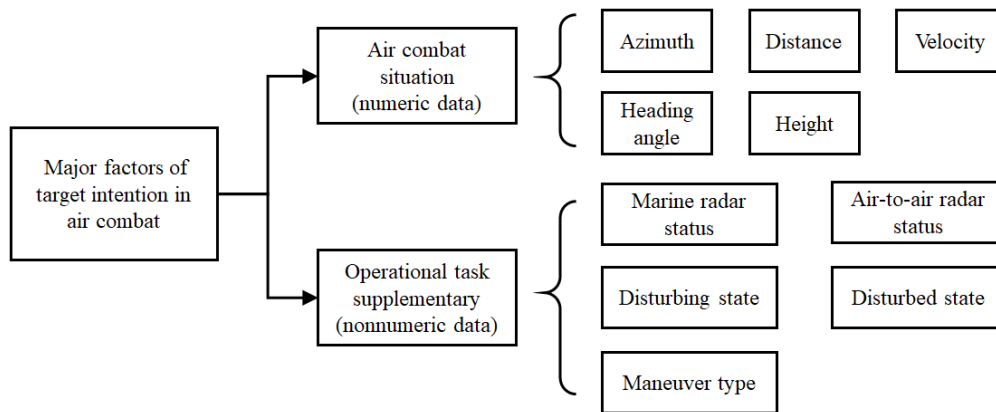 Major factors of
target intention in
air combat
Air combat
situation
(numeric data)
Azimuth
Distance
Velocity
Heading
angle
Height
Operational task
supplementary
(nonnumeric data)
Marine radar
status
Air-to-air radar
status
Disturbing state
Disturbed state
Maneuver type